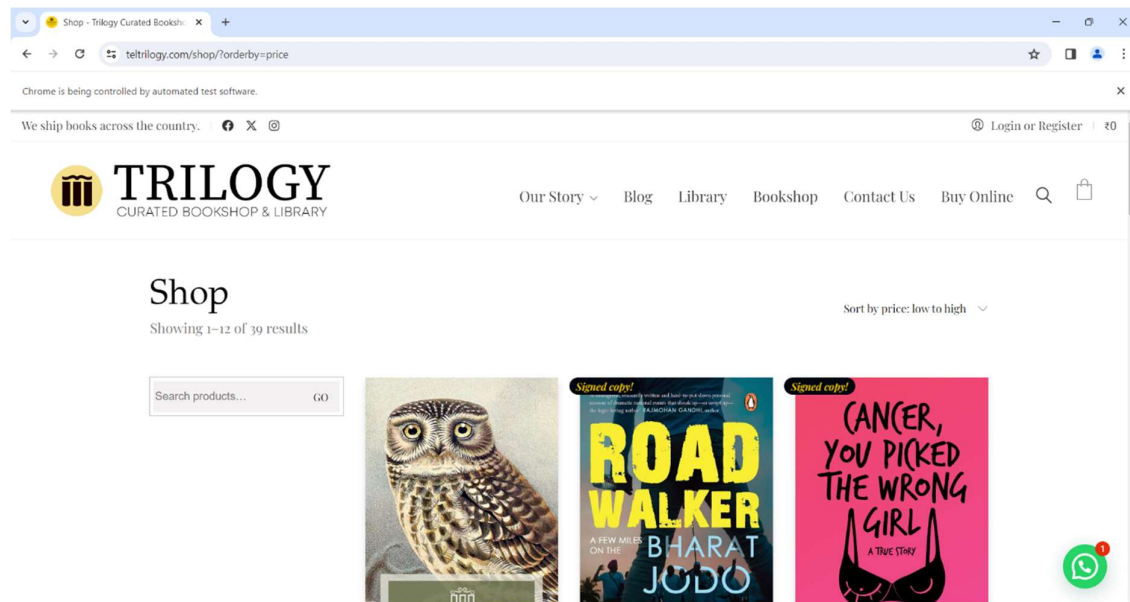 Shop - Trilogy Curated Booksho
teltrilogy.com/shop/?orderby=price
Chrome is being controlled by automated test software.
We ship books across the country.
Login or Register
₹0
TRILOGY
CURATED BOOKSHOP & LIBRARY
Our Story
Blog
Library
Bookshop
Contact Us
Buy Online
Shop
Showing 1–12 of 39 results
Sort by price: low to high
Search products…
GO
Signed copy!
RAJMOHAN GANDHI, author
ROAD
WALKER
A FEW MILES
ON THE
BHARAT
JODO
Signed copy!
CANCER,
YOU PICKED
THE WRONG
GIRL
A TRUE STORY
1